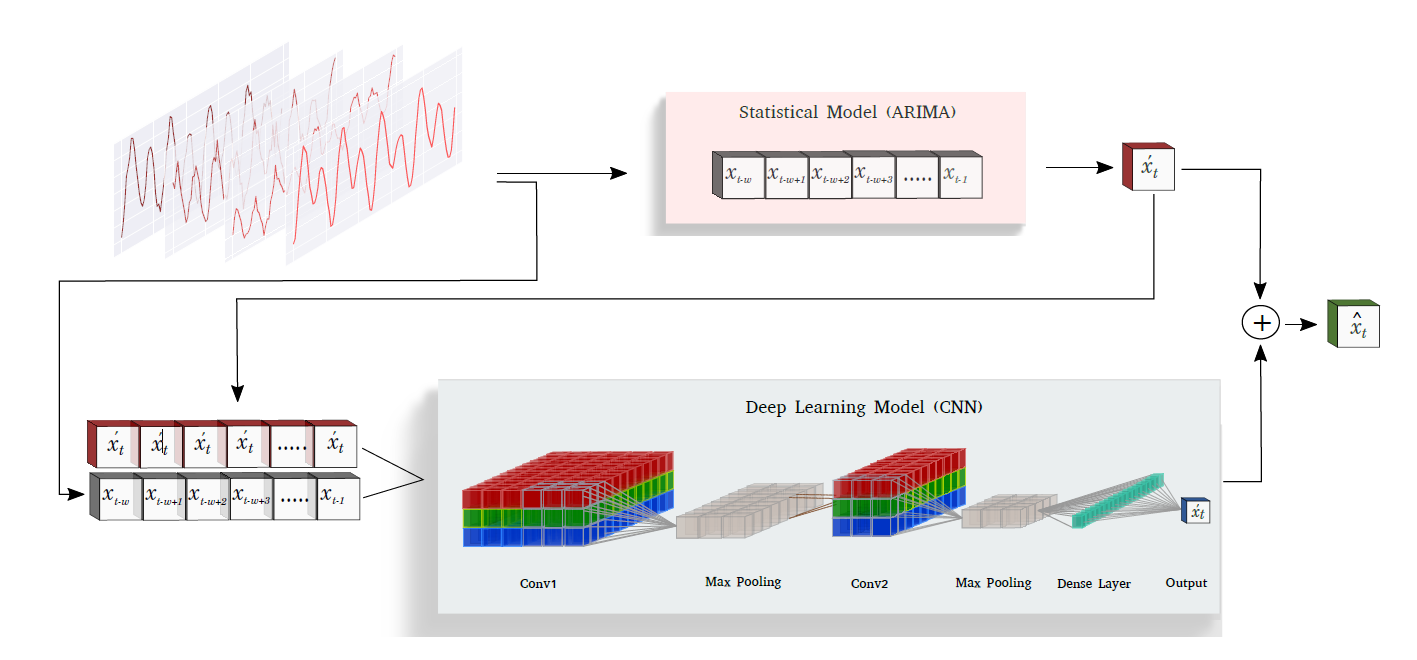 Statistical Model (ARIMA)
x_{t-w} x_{t-w+1} x_{t-w+2} x_{t-w+3} ..... x_{t-1}
x́_t
+
x̂_t
Deep Learning Model (CNN)
x́_t x́_t x́_t x́_t ..... x́_t
x_{t-w} x_{t-w+1} x_{t-w+2} x_{t-w+3} ..... x_{t-1}
x́_t
Conv1 Max Pooling Conv2 Max Pooling Dense Layer Output